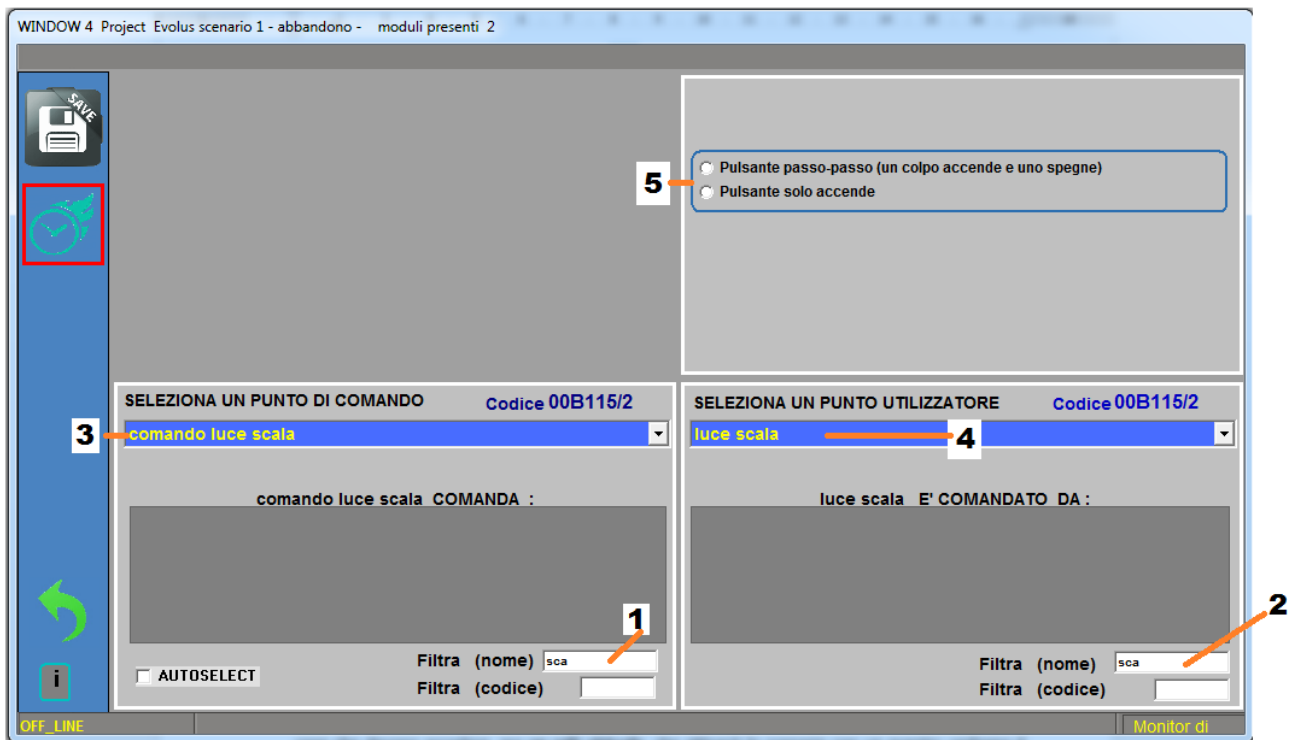 WINDOW 4 Project Evolus scenario 1 - abbandono - moduli presenti 2
SAVE
5
Pulsante passo-passo (un colpo accende e uno spegne)
Pulsante solo accende
SELEZIONA UN PUNTO DI COMANDO Codice 00B115/2
3
comando luce scala
comando luce scala COMANDA :
1
AUTOSELECT
Filtra (nome) sca
Filtra (codice)
SELEZIONA UN PUNTO UTILIZZATORE Codice 00B115/2
luce scala
4
luce scala E' COMANDATO DA :
2
Filtra (nome) sca
Filtra (codice)
i
OFF_LINE
Monitor di